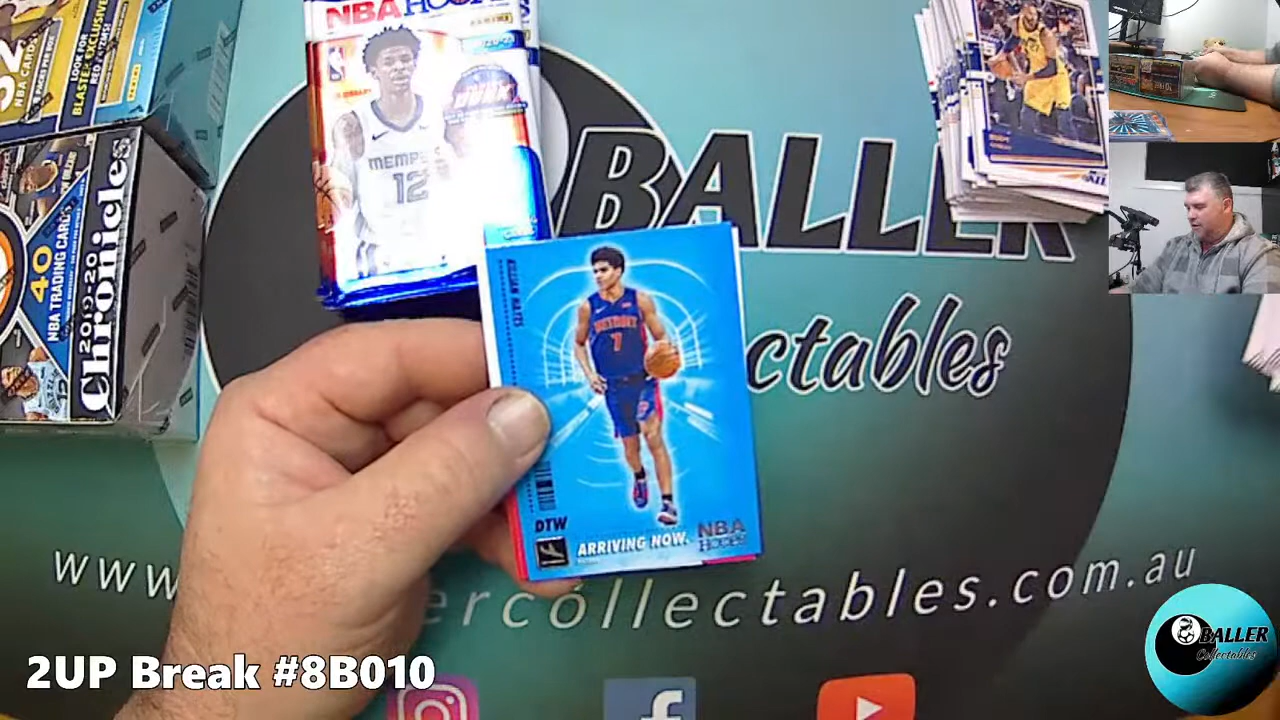 NBA HOOPS
PANINI
MEMPHIS
12
NBA CARDS
LOOK FOR
BLASTER EXCLUSIVE
40
NBA TRADING CARDS
2019-20
Chronicles
BALLER
ctables
KILLIAN HAYES
DETROIT
7
DTW
ARRIVING NOW.
NBA
HOOPS
www
ercollectables.com.au
2UP Break #8B010
BALLER
Collectables